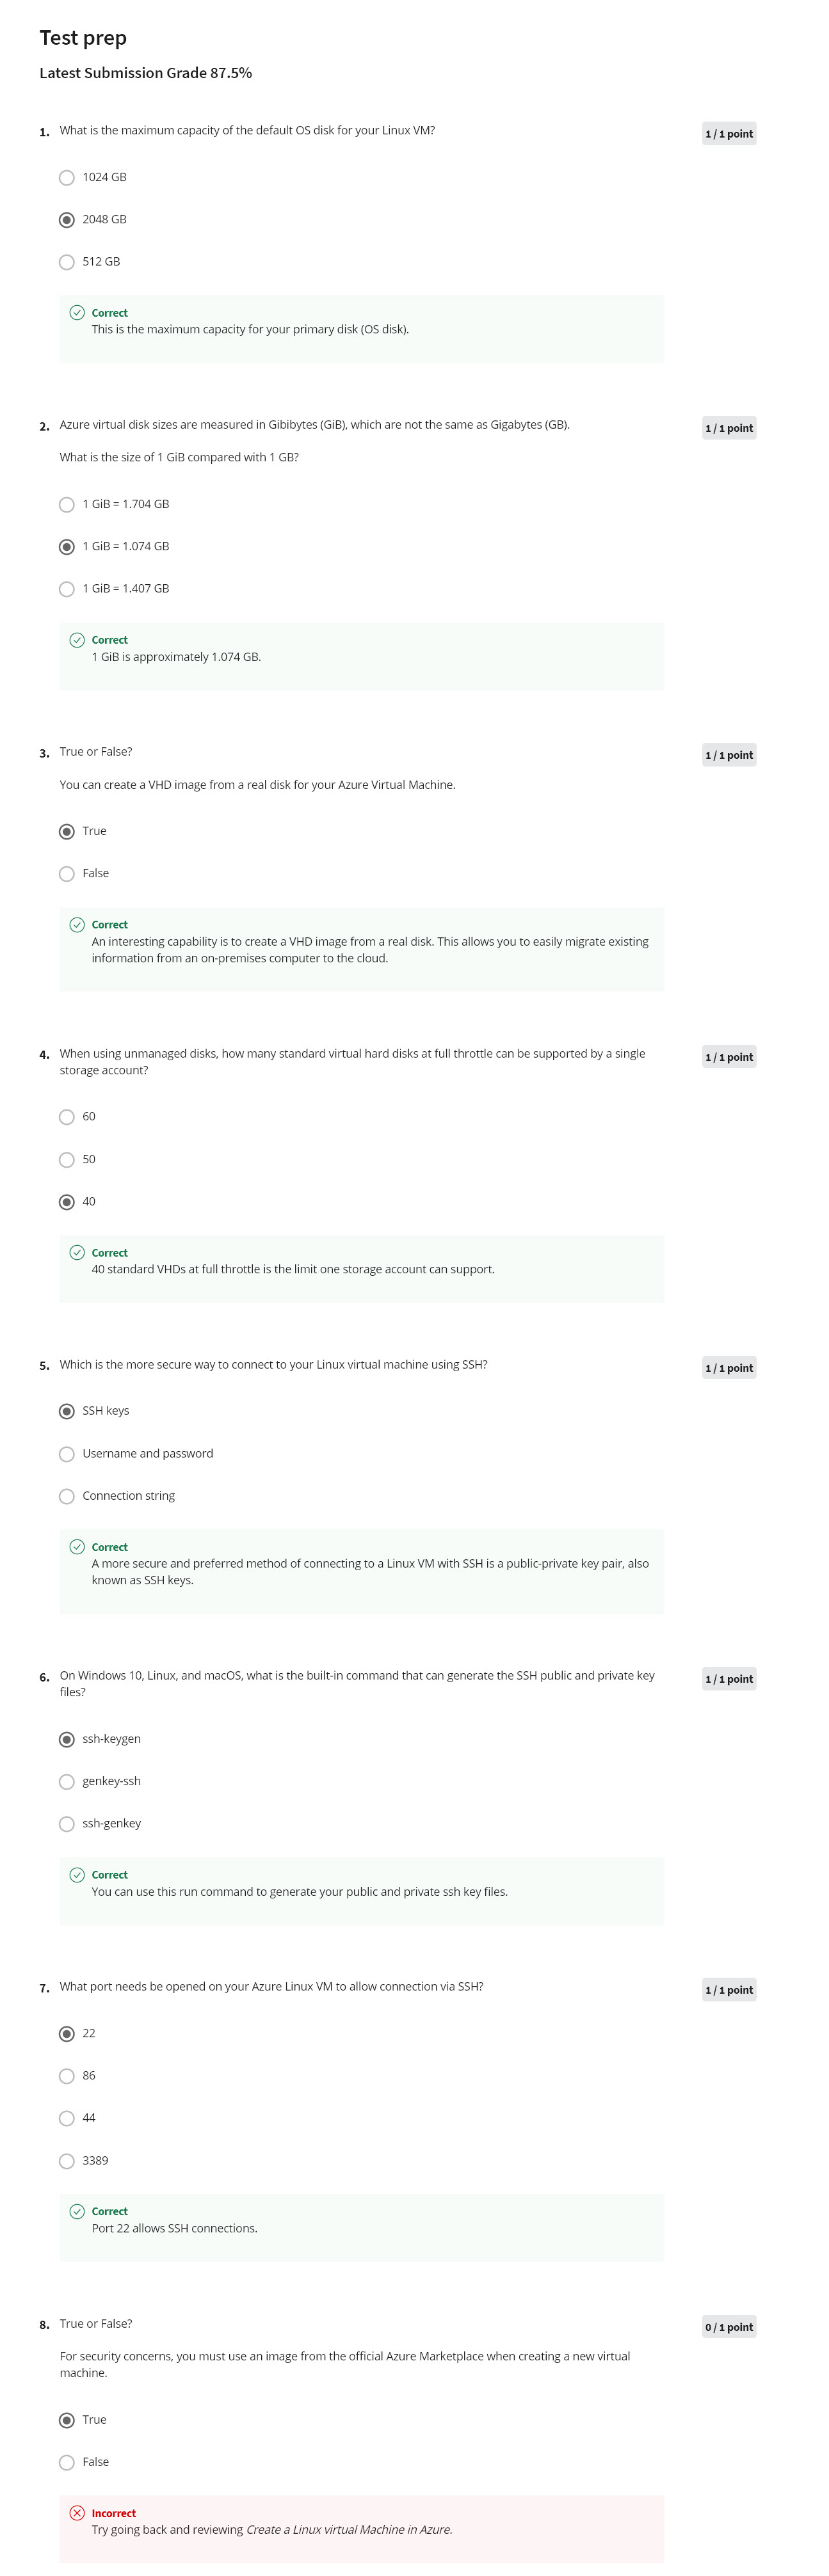 Test prep
Latest Submission Grade 87.5%
1. What is the maximum capacity of the default OS disk for your Linux VM?
1 / 1 point
1024 GB
2048 GB
512 GB
Correct
This is the maximum capacity for your primary disk (OS disk).
2. Azure virtual disk sizes are measured in Gibibytes (GiB), which are not the same as Gigabytes (GB).
1 / 1 point
What is the size of 1 GiB compared with 1 GB?
1 GiB = 1.704 GB
1 GiB = 1.074 GB
1 GiB = 1.407 GB
Correct
1 GiB is approximately 1.074 GB.
3. True or False?
1 / 1 point
You can create a VHD image from a real disk for your Azure Virtual Machine.
True
False
Correct
An interesting capability is to create a VHD image from a real disk. This allows you to easily migrate existing
information from an on-premises computer to the cloud.
4. When using unmanaged disks, how many standard virtual hard disks at full throttle can be supported by a single
storage account?
1 / 1 point
60
50
40
Correct
40 standard VHDs at full throttle is the limit one storage account can support.
5. Which is the more secure way to connect to your Linux virtual machine using SSH?
1 / 1 point
SSH keys
Username and password
Connection string
Correct
A more secure and preferred method of connecting to a Linux VM with SSH is a public-private key pair, also
known as SSH keys.
6. On Windows 10, Linux, and macOS, what is the built-in command that can generate the SSH public and private key
files?
1 / 1 point
ssh-keygen
genkey-ssh
ssh-genkey
Correct
You can use this run command to generate your public and private ssh key files.
7. What port needs be opened on your Azure Linux VM to allow connection via SSH?
1 / 1 point
22
86
44
3389
Correct
Port 22 allows SSH connections.
8. True or False?
0 / 1 point
For security concerns, you must use an image from the official Azure Marketplace when creating a new virtual
machine.
True
False
Incorrect
Try going back and reviewing Create a Linux virtual Machine in Azure.